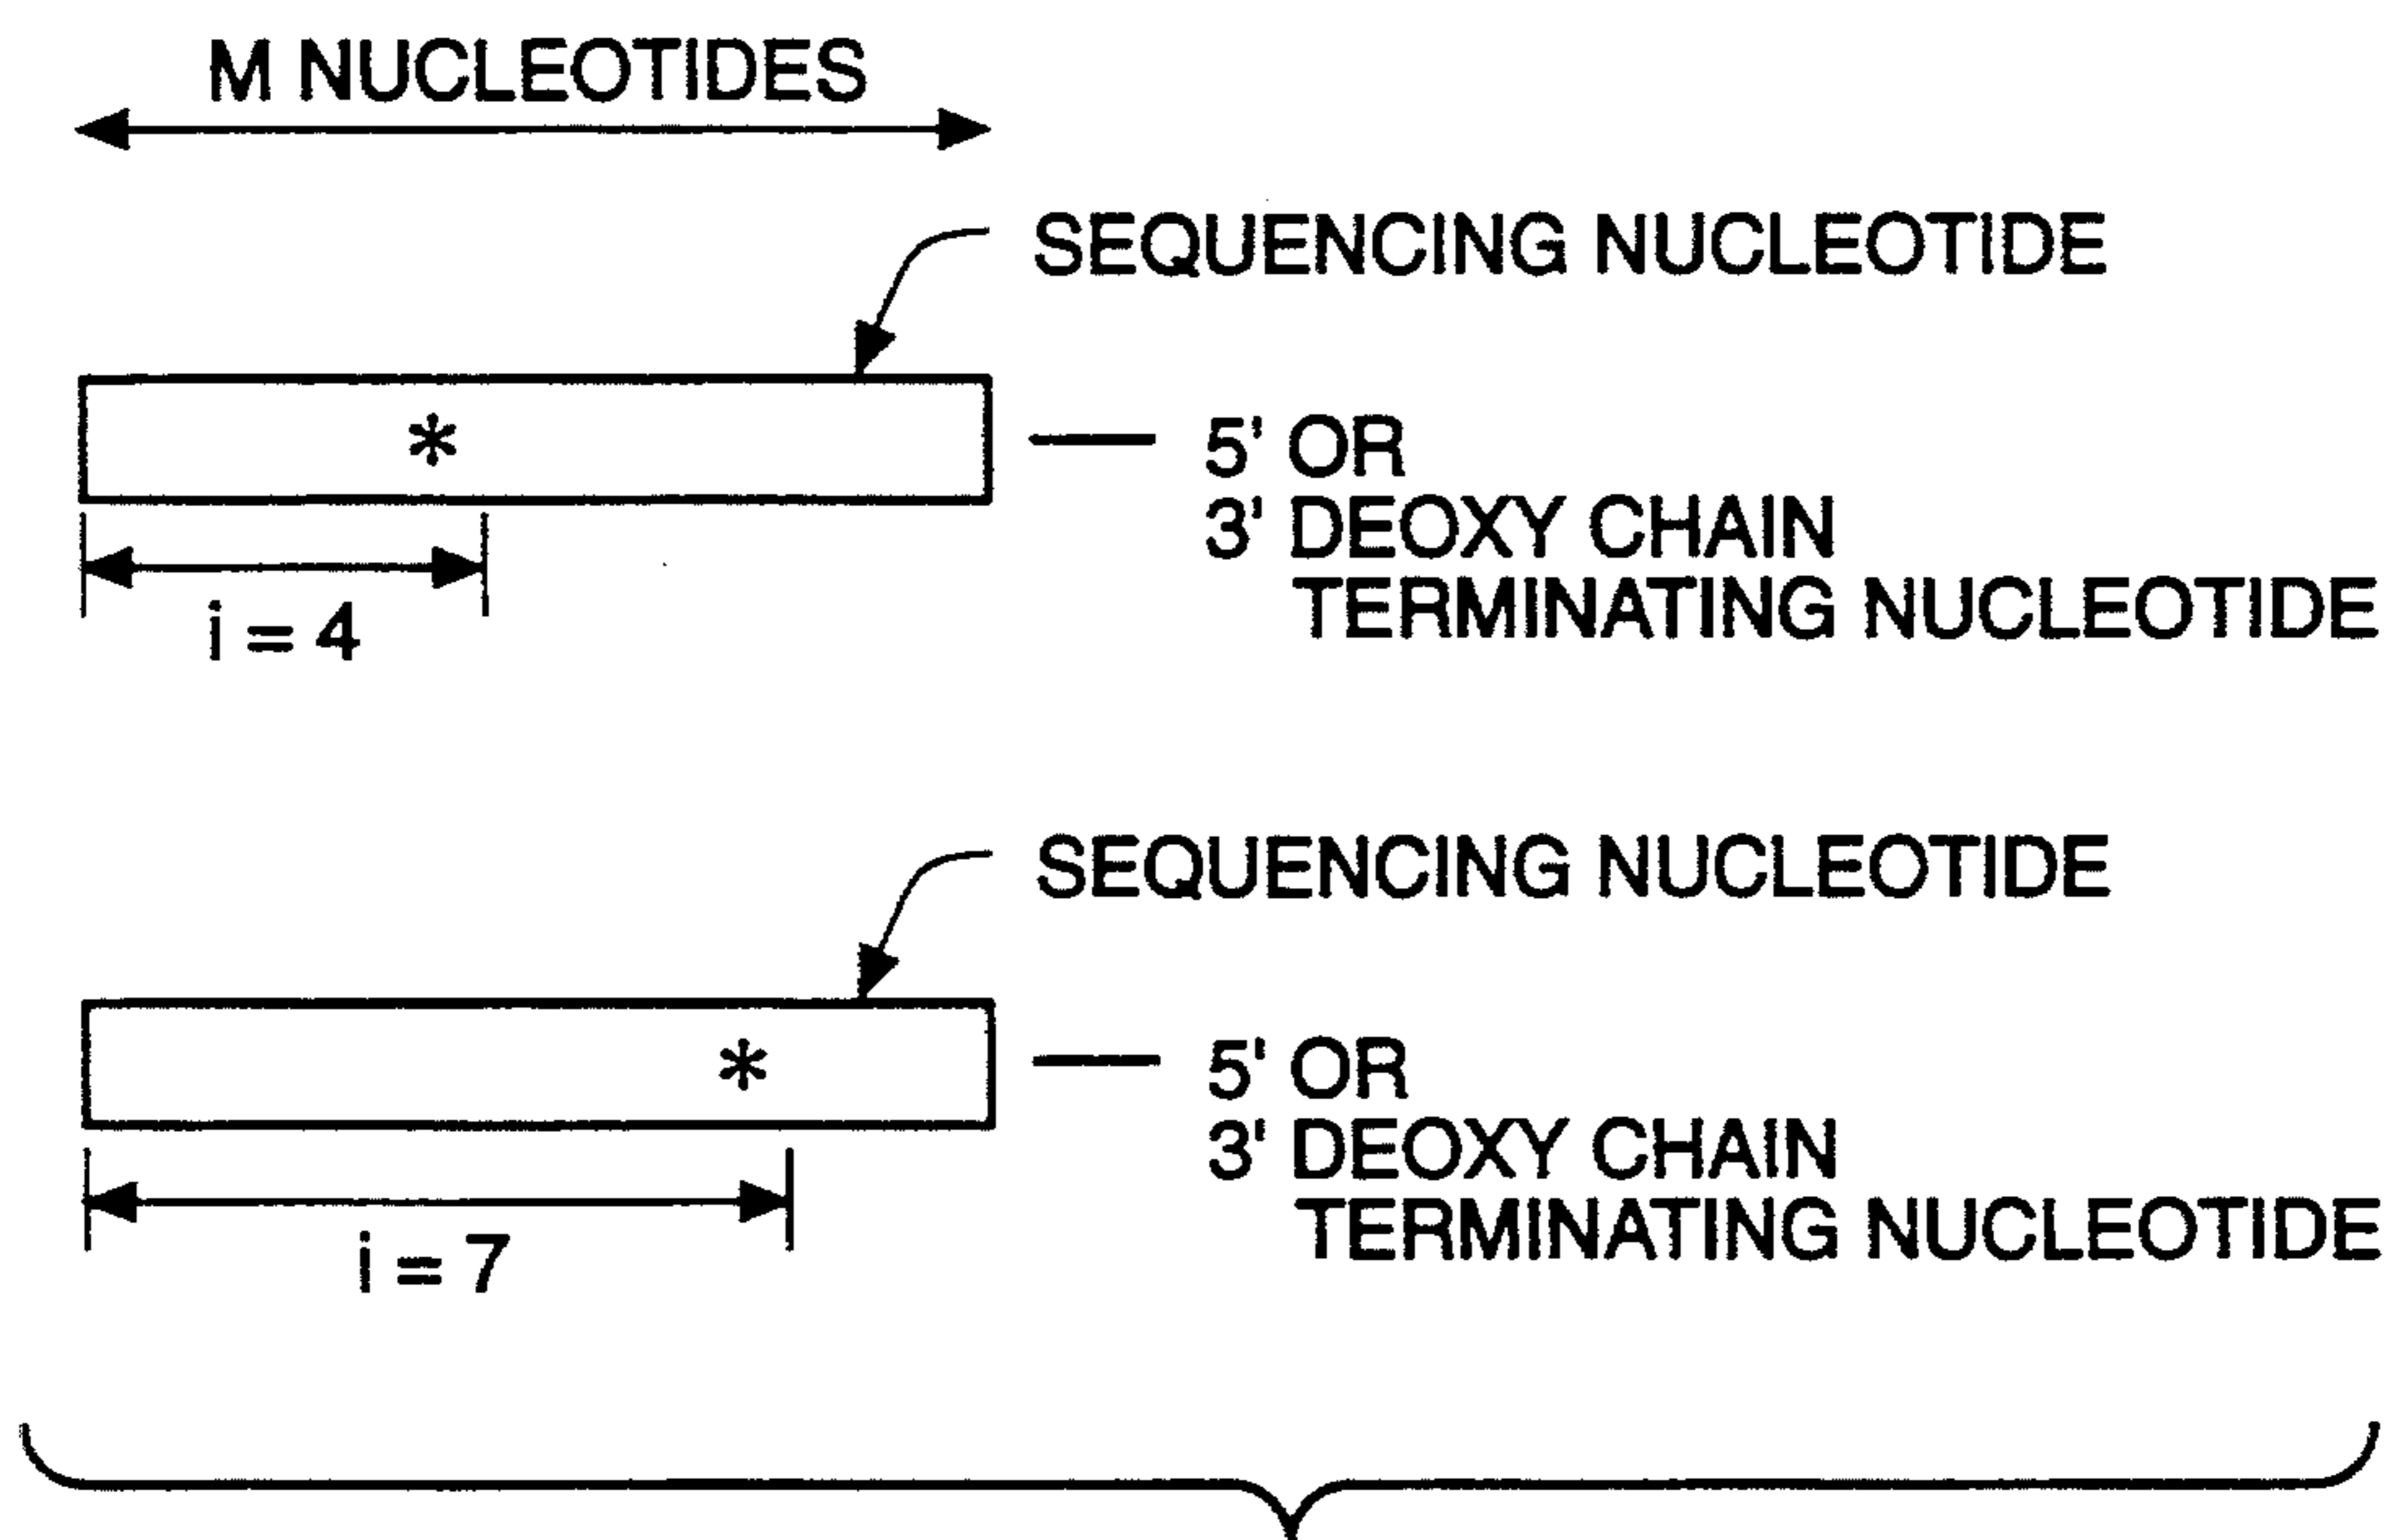 M NUCLEOTIDES
SEQUENCING NUCLEOTIDE
*
5' OR
3' DEOXY CHAIN
TERMINATING NUCLEOTIDE
i = 4
SEQUENCING NUCLEOTIDE
*
5' OR
3' DEOXY CHAIN
TERMINATING NUCLEOTIDE
i = 7